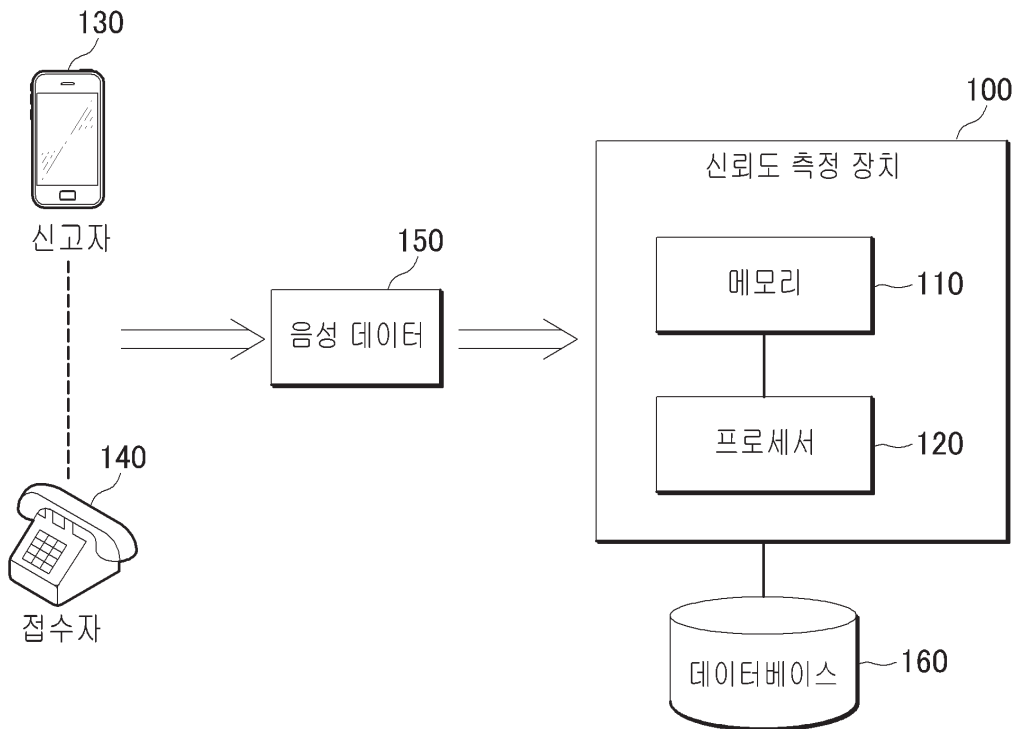 130
신고자
140
접수자
150
음성 데이터
100
신뢰도 측정 장치
메모리
110
프로세서
120
데이터베이스
160